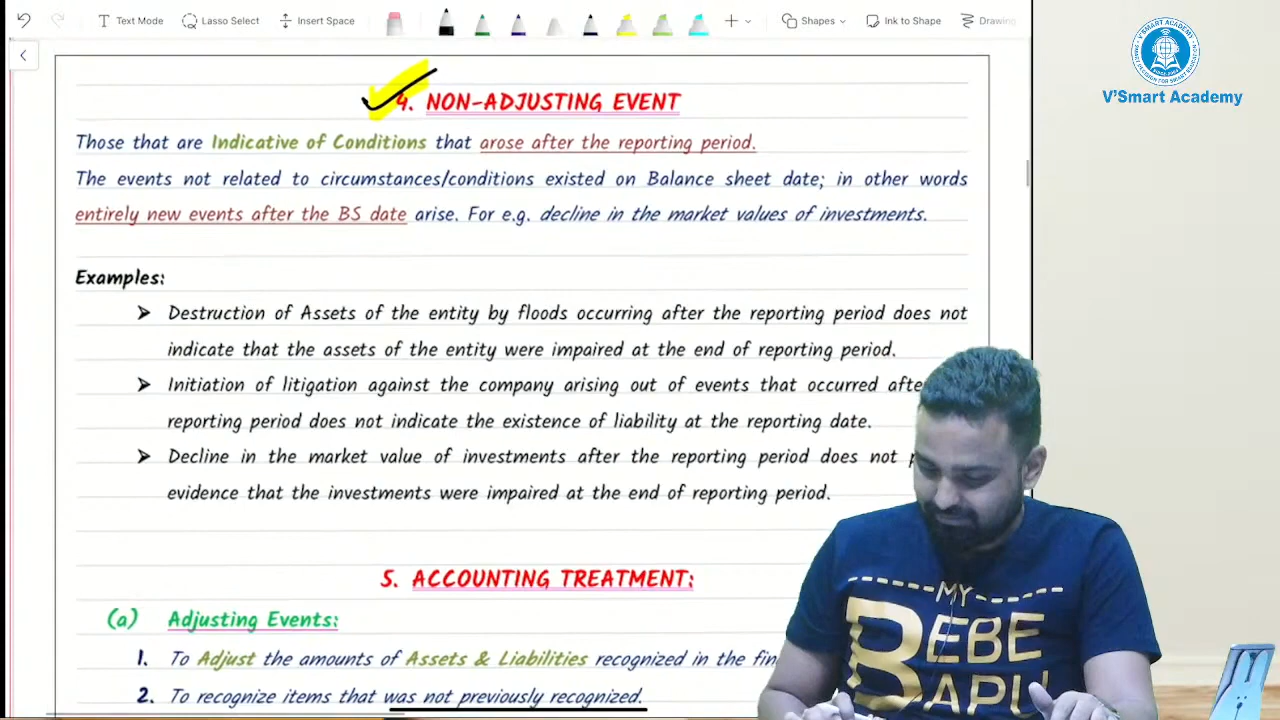 Text Mode
Lasso Select
Insert Space
Shapes
Ink to Shape
Drawing
V'Smart Academy
4. NON-ADJUSTING EVENT
Those that are Indicative of Conditions that arose after the reporting period.
The events not related to circumstances/conditions existed on Balance sheet date; in other words
entirely new events after the BS date arise. For e.g. decline in the market values of investments.
Examples:
➤ Destruction of Assets of the entity by floods occurring after the reporting period does not
indicate that the assets of the entity were impaired at the end of reporting period.
➤ Initiation of litigation against the company arising out of events that occurred
reporting period does not indicate the existence of liability at the reporting date.
➤ Decline in the market value of investments after the reporting period does not
evidence that the investments were impaired at the end of reporting period.
5. ACCOUNTING TREATMENT:
(a) Adjusting Events:
1. To Adjust the amounts of Assets & Liabilities recognized in the
2. To recognize items that was not previously recognized.
MY
BEBE
BAPU